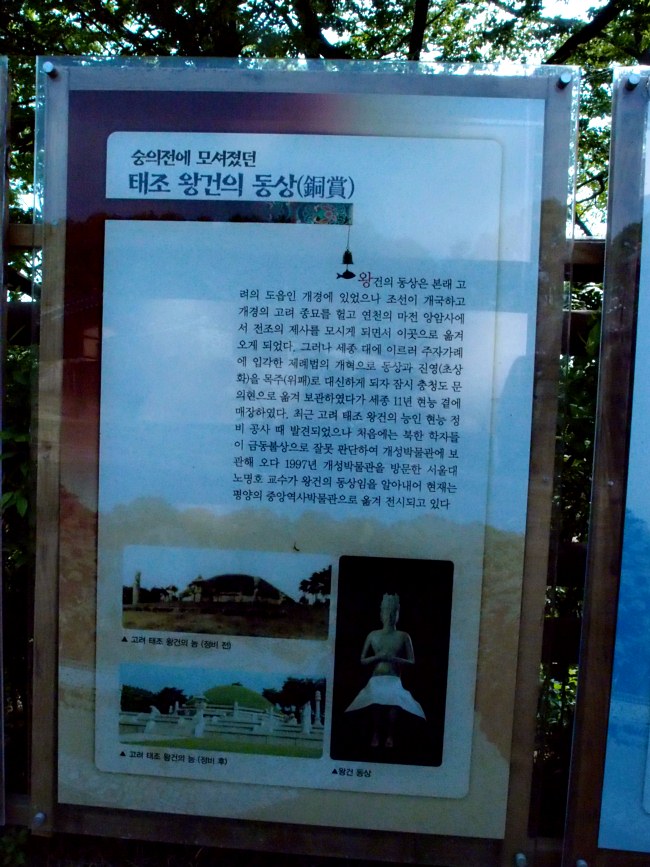 숭의전에 모셔졌던
태조 왕건의 동상(銅賞)
왕건의 동상은 본래 고
려의 도읍인 개경에 있었으나 조선이 개국하고
개경의 고려 종묘를 헐고 연천의 마전 앙암사에
서 전조의 제사를 모시게 되면서 이곳으로 옮겨
오게 되었다. 그러나 세종 대에 이르러 주자가례
에 입각한 제례법의 개혁으로 동상과 진영(초상
화)을 목주(위패)로 대신하게 되자 잠시 충청도 문
의현으로 옮겨 보관하였다가 세종 11년 현능 곁에
매장하였다. 최근 고려 태조 왕건의 능인 현능 정
비 공사 때 발견되었으나 처음에는 북한 학자들
이 금동불상으로 잘못 판단하여 개성박물관에 보
관해 오다 1997년 개성박물관을 방문한 서울대
노명호 교수가 왕건의 동상임을 알아내어 현재는
평양의 중앙역사박물관으로 옮겨 전시되고 있다
▲ 고려 태조 왕건의 능 (정비 전)
▲ 고려 태조 왕건의 능 (정비 후)
▲왕건 동상